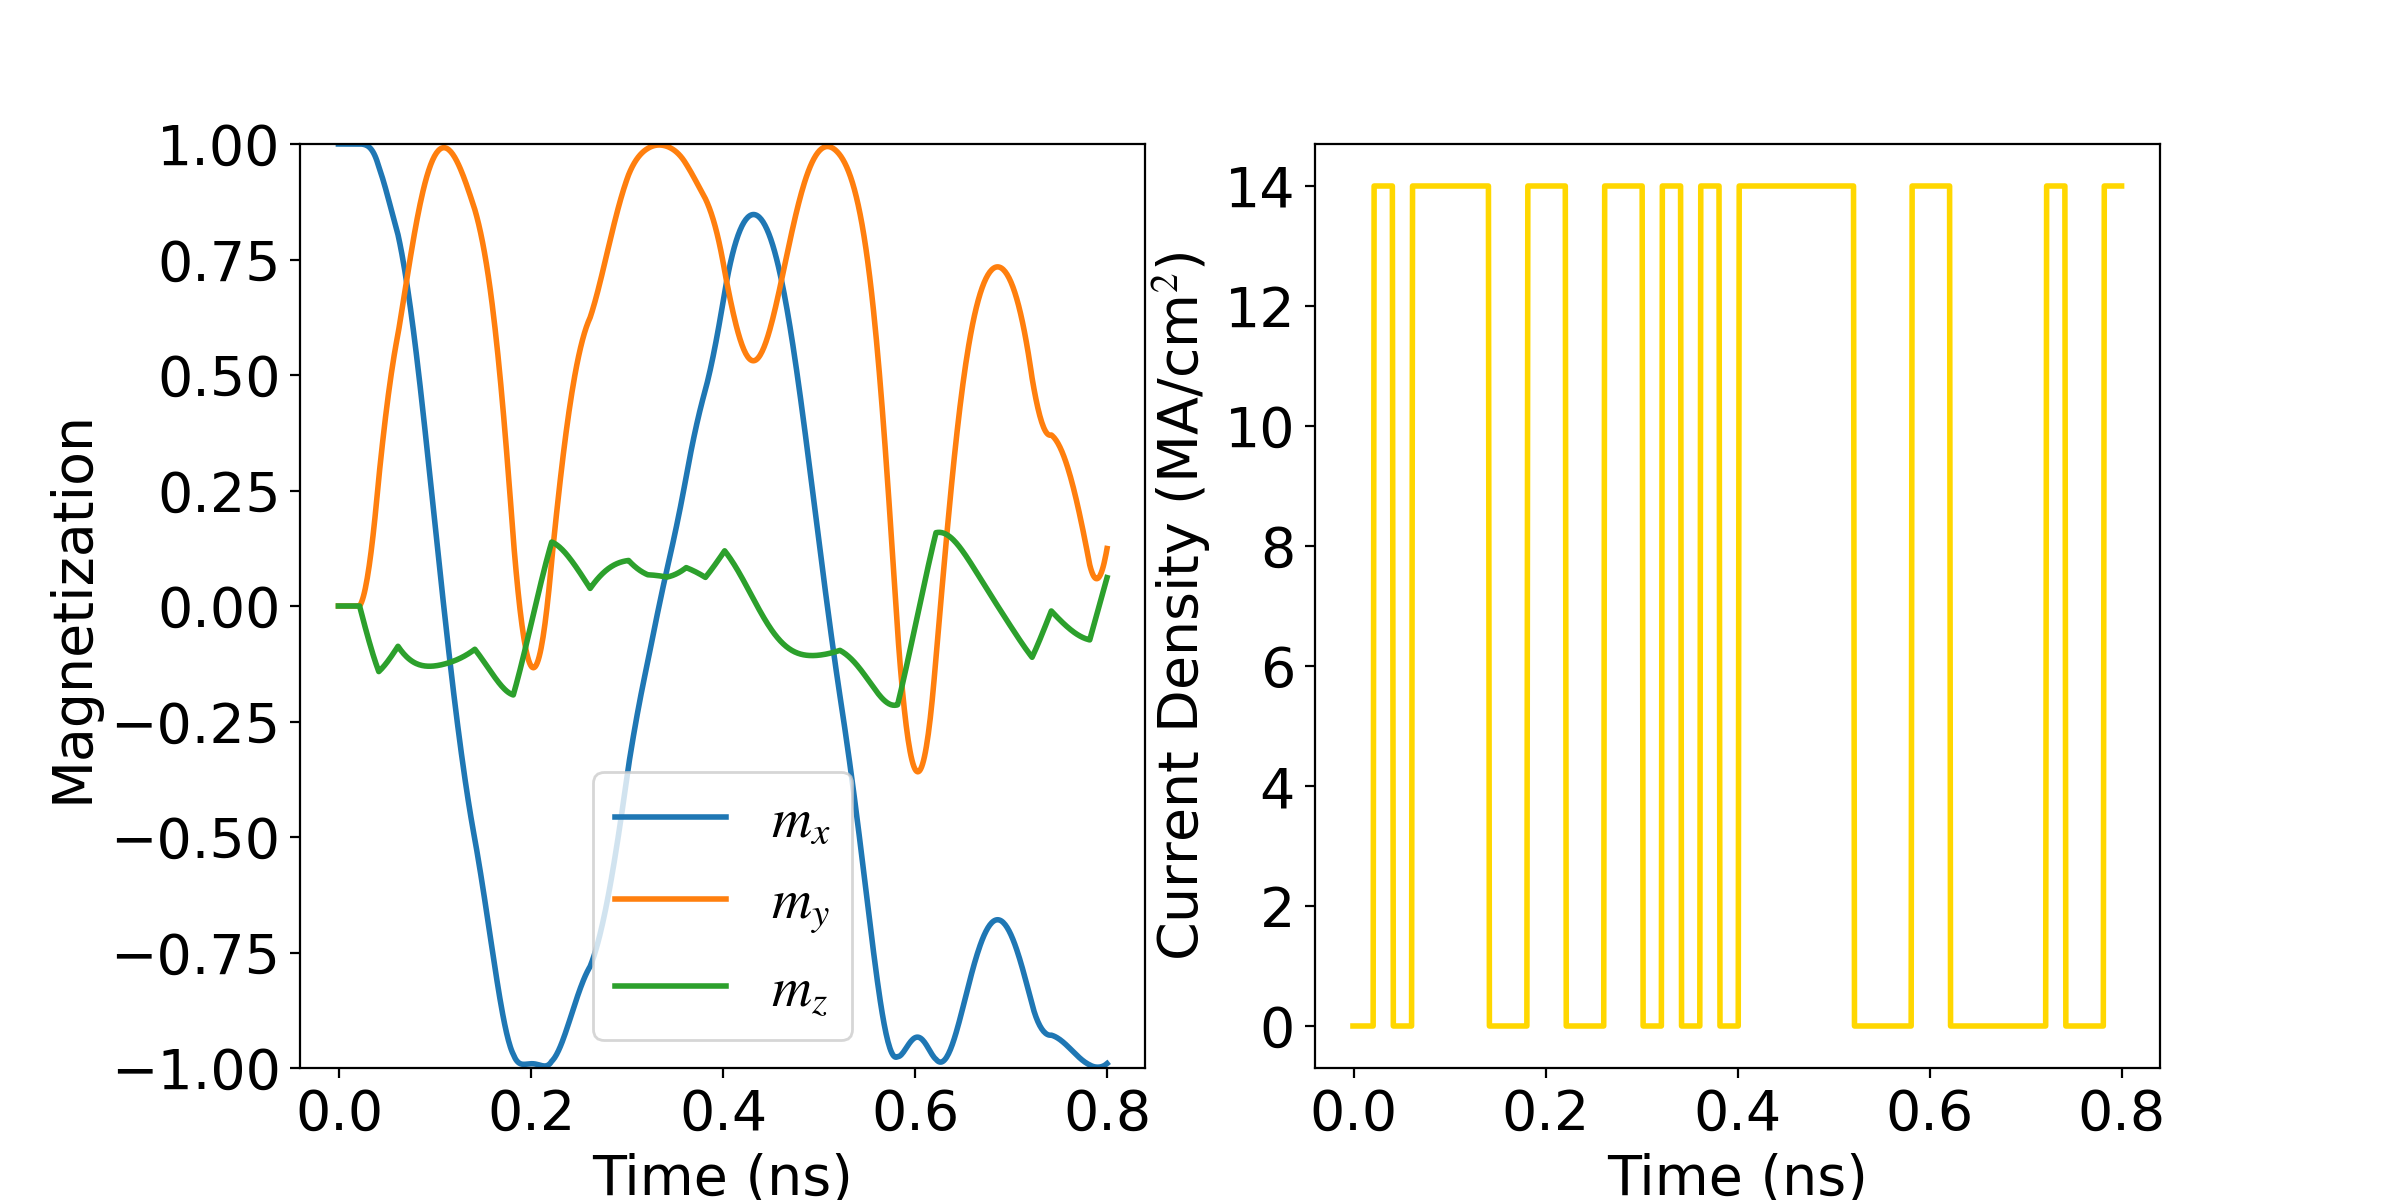 Magnetization
1.00
0.75
0.50
0.25
0.00
−0.25
−0.50
−0.75
−1.00
0.0 0.2 0.4 0.6 0.8
Time (ns)
m_x
m_y
m_z
Current Density (MA/cm²)
14
12
10
8
6
4
2
0
0.0 0.2 0.4 0.6 0.8
Time (ns)